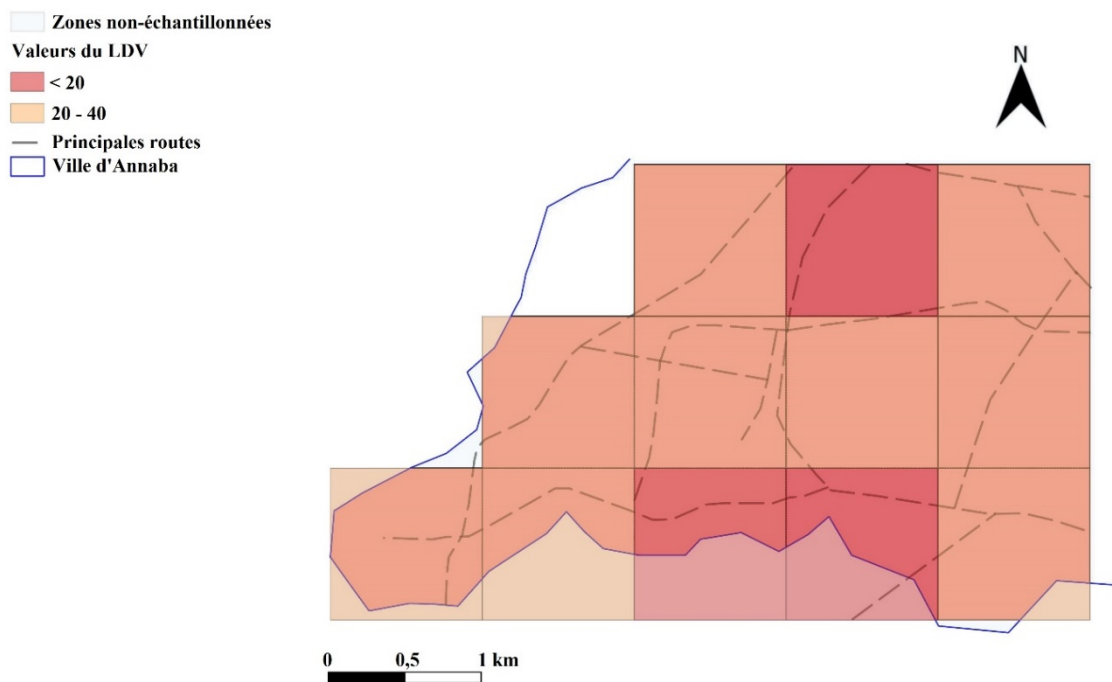 Zones non-échantillonnées
Valeurs du LDV
< 20
20 - 40
Principales routes
Ville d'Annaba
N
0 0,5 1 km